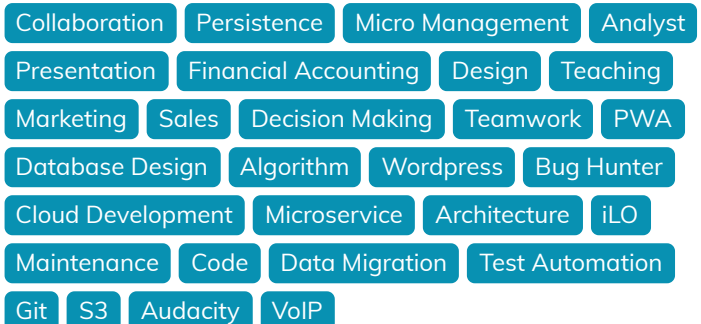 Collaboration Persistence Micro Management Analyst
Presentation Financial Accounting Design Teaching
Marketing Sales Decision Making Teamwork PWA
Database Design Algorithm Wordpress Bug Hunter
Cloud Development Microservice Architecture iLO
Maintenance Code Data Migration Test Automation
Git S3 Audacity VoIP